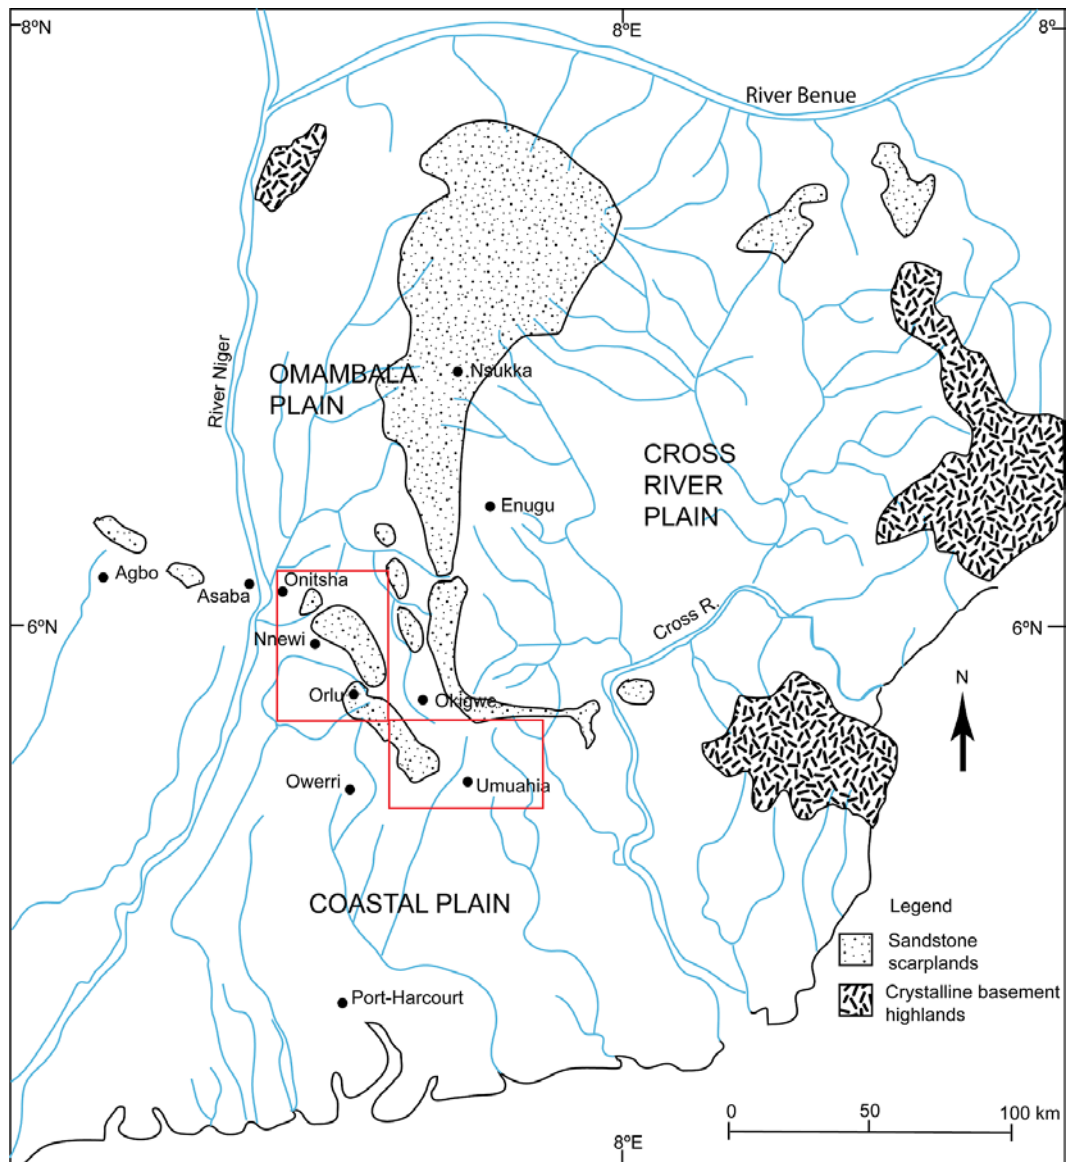 8ºN
8ºE
8º
River Benue
River Niger
OMAMBALA
PLAIN
Nsukka
CROSS
RIVER
PLAIN
Enugu
Agbo
Asaba
Onitsha
6ºN
Nnewi
Cross R.
6ºN
Orlu
Okigwe
N
Owerri
Umuahia
COASTAL PLAIN
Legend
Sandstone
scarplands
Crystalline basement
highlands
Port-Harcourt
0
50
100 km
8ºE